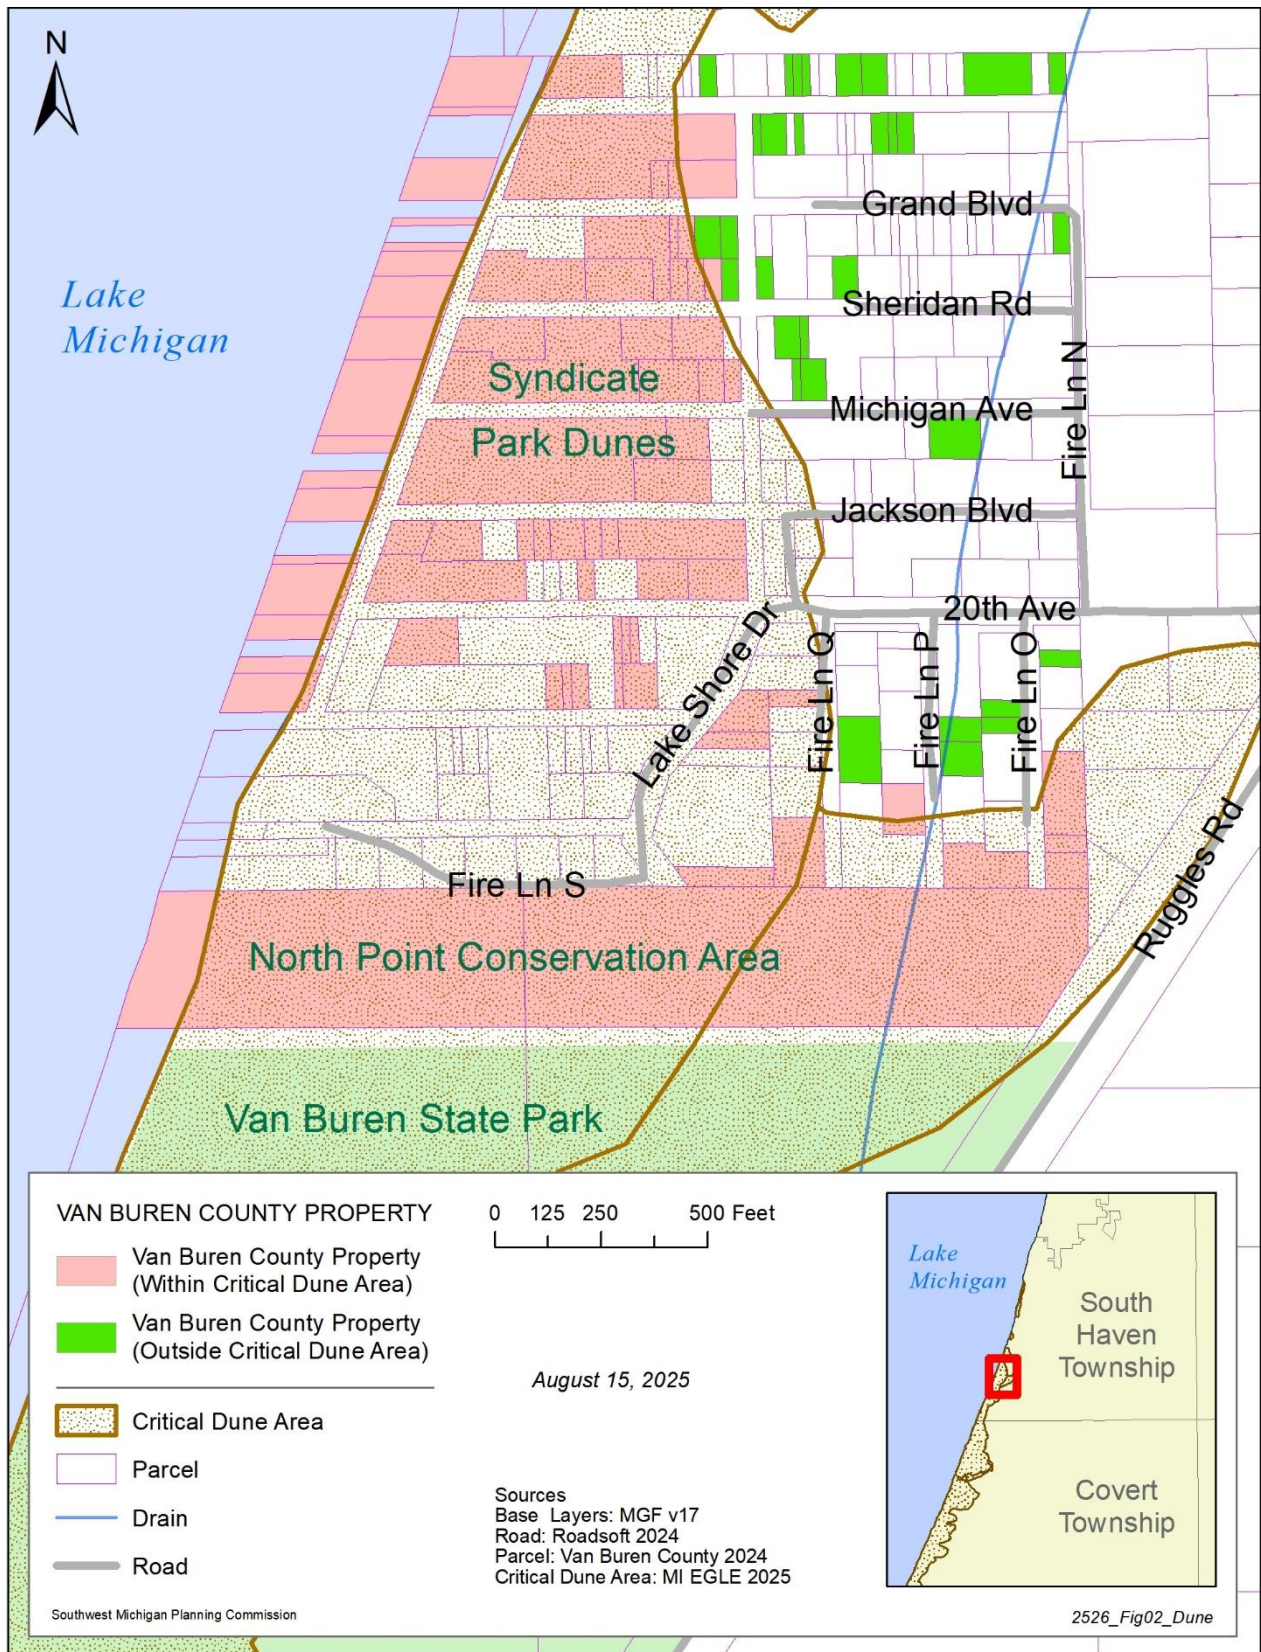 N
Grand Blvd
Lake
Michigan
Sheridan Rd
Fire Ln N
Syndicate
Park Dunes
Michigan Ave
Jackson Blvd
20th Ave
Lake Shore Dr
Fire Ln Q
Fire Ln P
Fire Ln O
Ruggles Rd
Fire Ln S
North Point Conservation Area
Van Buren State Park
VAN BUREN COUNTY PROPERTY
Van Buren County Property
(Within Critical Dune Area)
Van Buren County Property
(Outside Critical Dune Area)
Critical Dune Area
Parcel
Drain
Road
Southwest Michigan Planning Commission
0 125 250 500 Feet
August 15, 2025
Sources
Base Layers: MGF v17
Road: Roadsoft 2024
Parcel: Van Buren County 2024
Critical Dune Area: MI EGLE 2025
Lake
Michigan
South
Haven
Township
Covert
Township
2526_Fig02_Dune